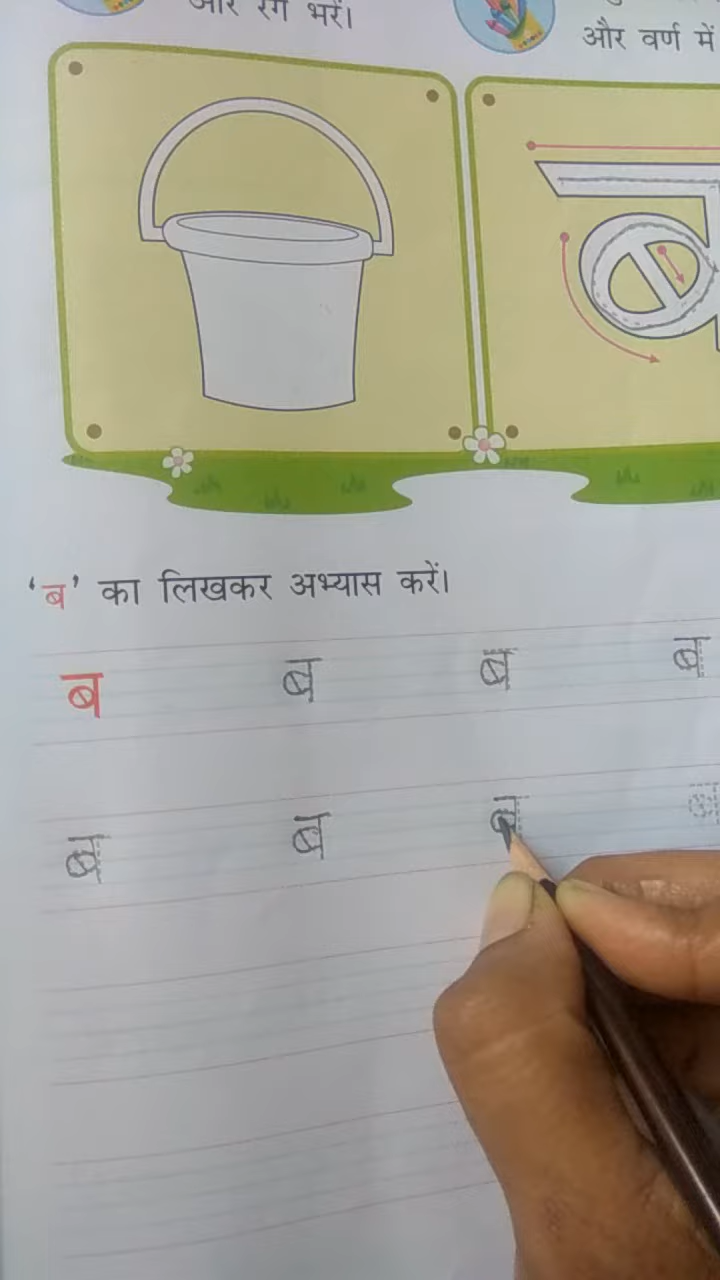 और रंग भरें।
और वर्ण में
ब
'ब' का लिखकर अभ्यास करें।
ब ब ब ब
ब ब ब